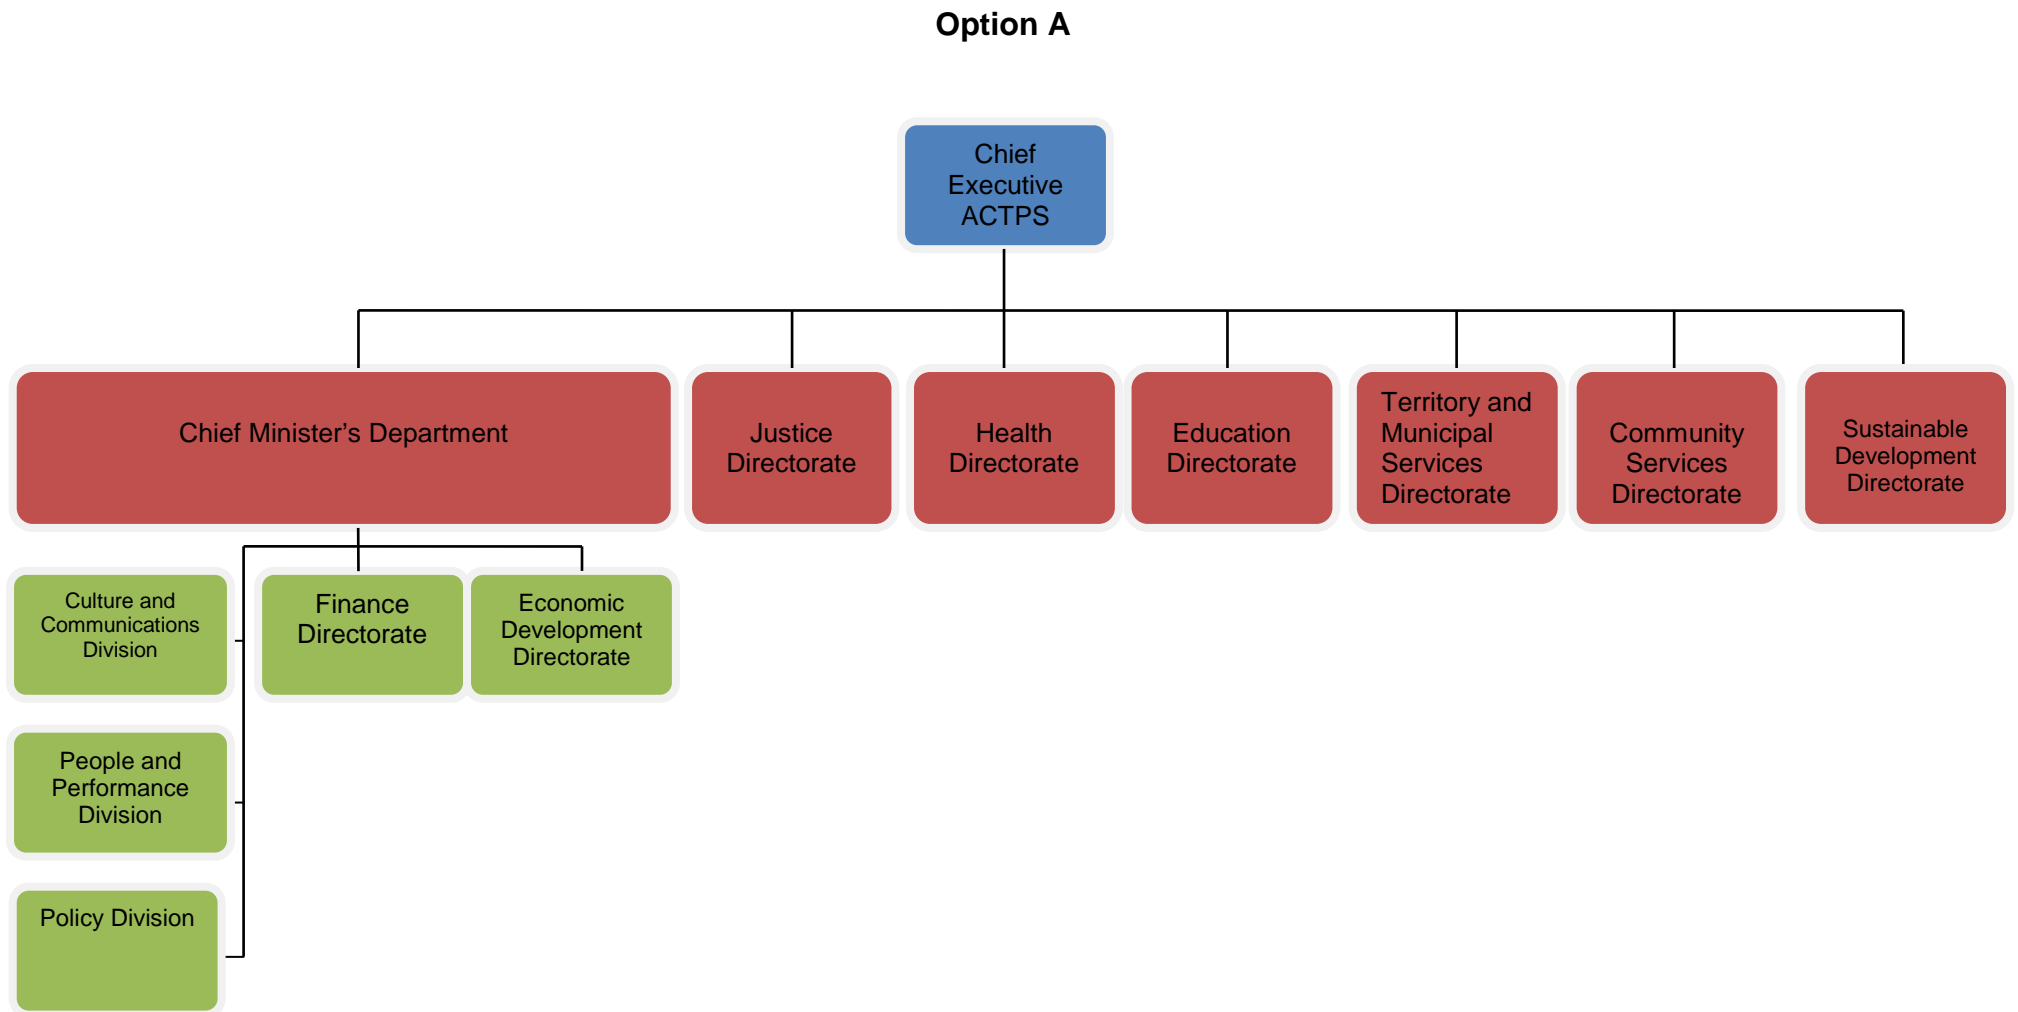 Option A
Chief
Executive
ACTPS
Chief Minister’s Department
Justice
Directorate
Health
Directorate
Education
Directorate
Territory and
Municipal
Services
Directorate
Community
Services
Directorate
Sustainable
Development
Directorate
Culture and
Communications
Division
Finance
Directorate
Economic
Development
Directorate
People and
Performance
Division
Policy Division